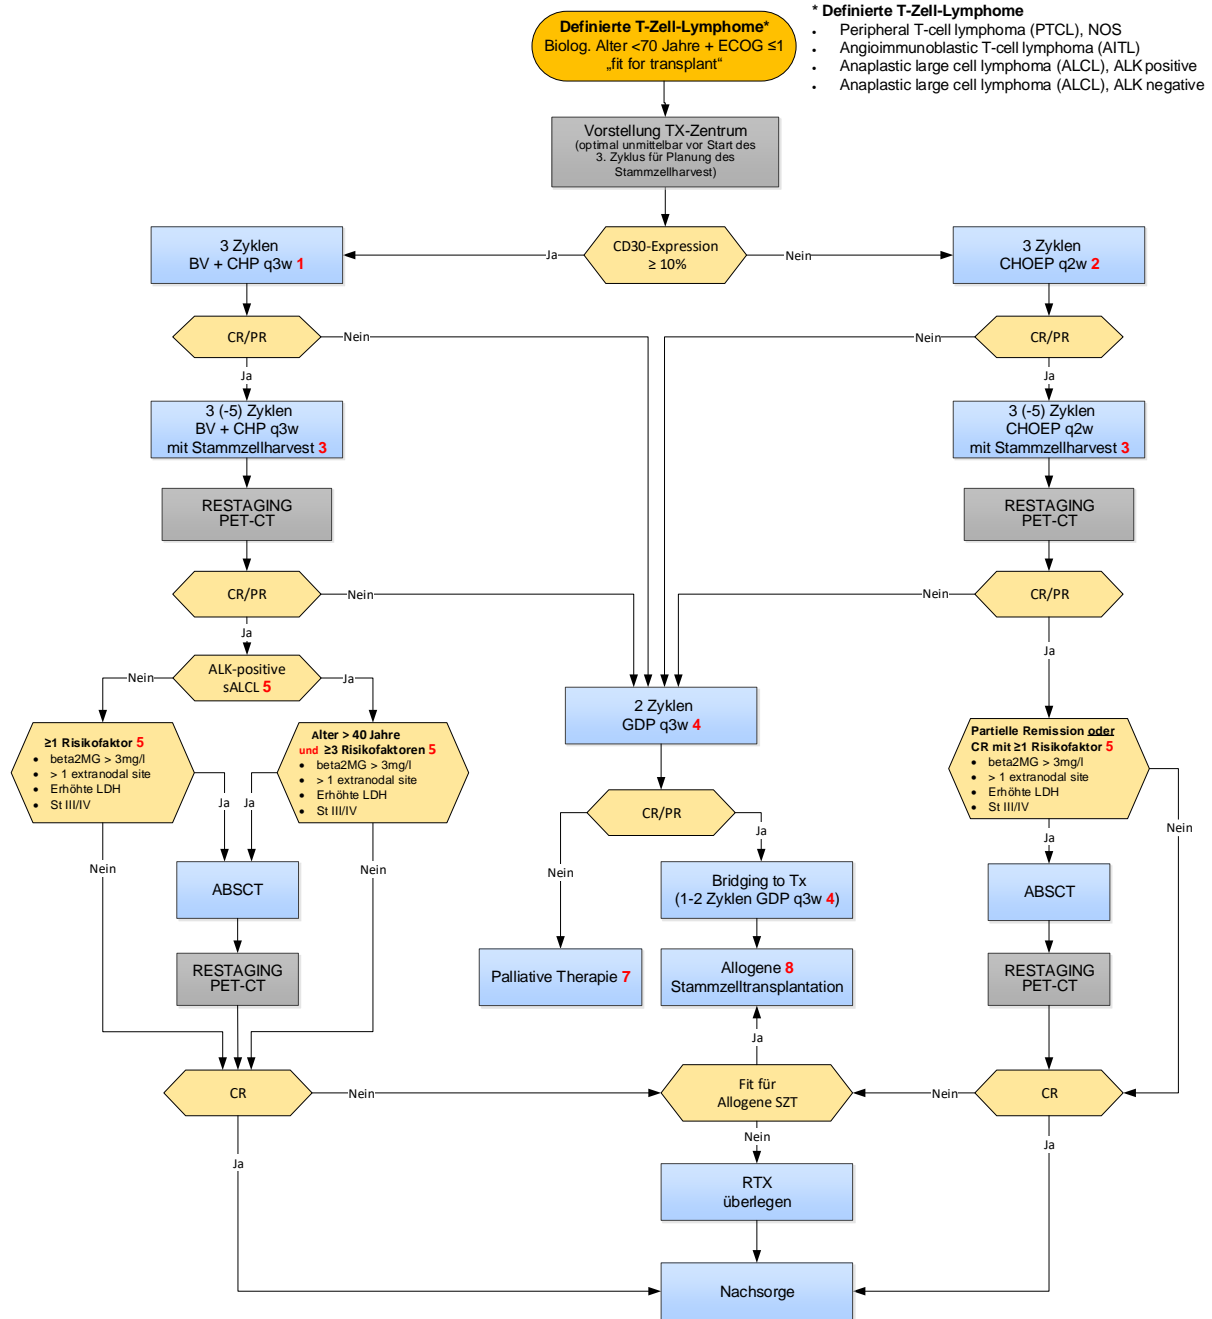 Definierte T-Zell-Lymphome*
Biolog. Alter <70 Jahre + ECOG ≤1
„fit for transplant“
* Definierte T-Zell-Lymphome
• Peripheral T-cell lymphoma (PTCL), NOS
• Angioimmunoblastic T-cell lymphoma (AITL)
• Anaplastic large cell lymphoma (ALCL), ALK positive
• Anaplastic large cell lymphoma (ALCL), ALK negative
Vorstellung TX-Zentrum
(optimal unmittelbar vor Start des
3. Zyklus für Planung des
Stammzellharvest)
3 Zyklen
BV + CHP q3w 1
Ja
CD30-Expression
≥ 10%
Nein
3 Zyklen
CHOEP q2w 2
CR/PR
Nein
Nein
CR/PR
Ja
Ja
3 (-5) Zyklen
BV + CHP q3w
mit Stammzellharvest 3
3 (-5) Zyklen
CHOEP q2w
mit Stammzellharvest 3
RESTAGING
PET-CT
RESTAGING
PET-CT
CR/PR
Nein
Nein
CR/PR
Ja
Ja
Nein
ALK-positive
sALCL 5
Ja
2 Zyklen
GDP q3w 4
≥1 Risikofaktor 5
• beta2MG > 3mg/l
• > 1 extranodal site
• Erhöhte LDH
• St III/IV
Alter > 40 Jahre
und ≥3 Risikofaktoren 5
• beta2MG > 3mg/l
• > 1 extranodal site
• Erhöhte LDH
• St III/IV
Partielle Remission oder
CR mit ≥1 Risikofaktor 5
• beta2MG > 3mg/l
• > 1 extranodal site
• Erhöhte LDH
• St III/IV
Ja
Ja
CR/PR
Ja
Nein
Ja
Nein
Nein
Nein
ABSCT
Bridging to Tx
(1-2 Zyklen GDP q3w 4)
ABSCT
RESTAGING
PET-CT
Palliative Therapie 7
Allogene 8
Stammzelltransplantation
RESTAGING
PET-CT
Ja
CR
Nein
Fit für
Allogene SZT
Nein
CR
Nein
Ja
Ja
RTX
überlegen
Nachsorge